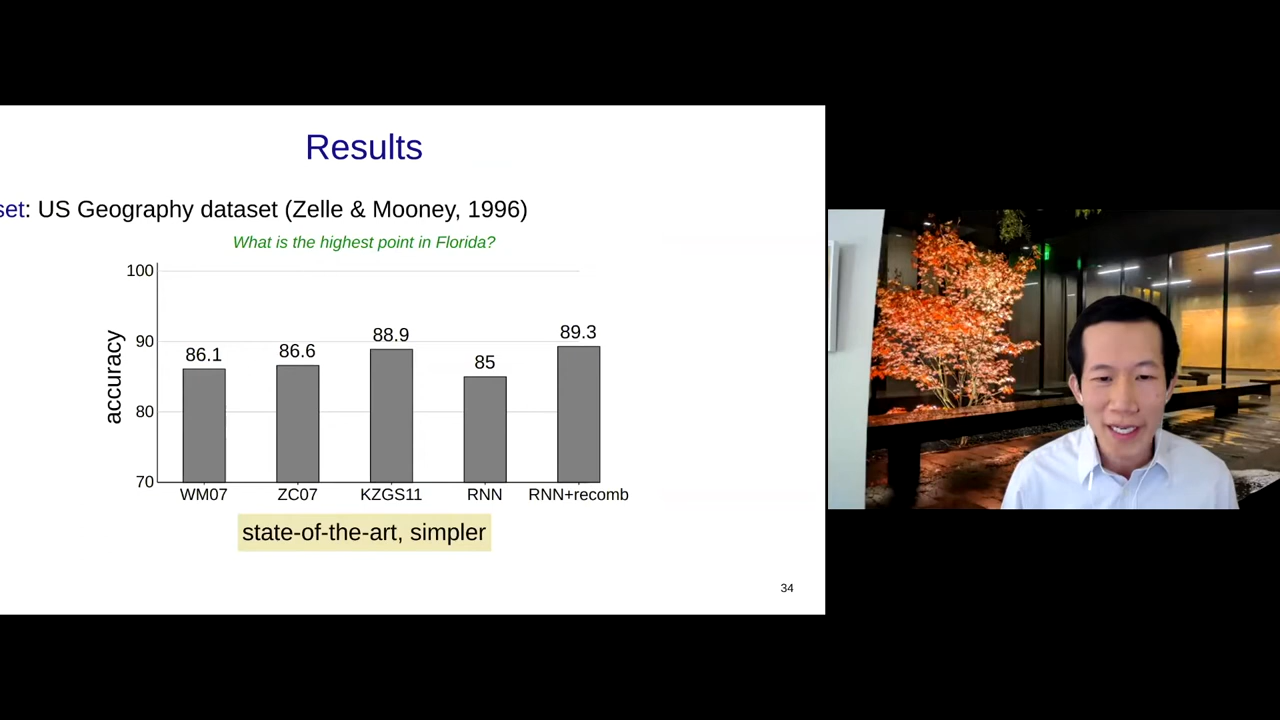 Results
set: US Geography dataset (Zelle & Mooney, 1996)
What is the highest point in Florida?
100
90
80
70
accuracy
86.1
86.6
88.9
85
89.3
WM07
ZC07
KZGS11
RNN
RNN+recomb
state-of-the-art, simpler
34